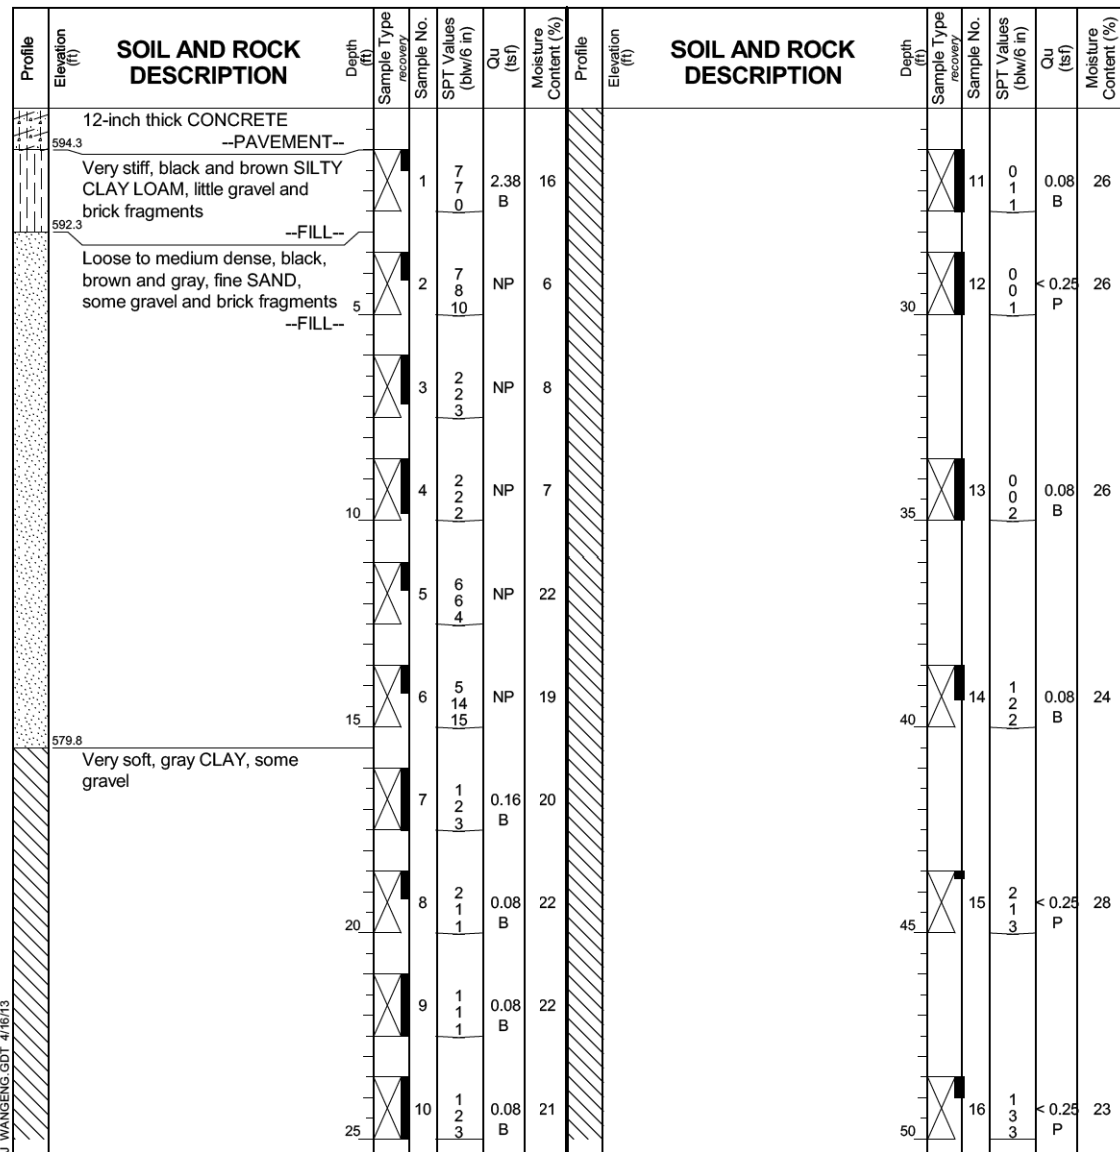 Profile
Elevation
(ft)
SOIL AND ROCK
DESCRIPTION
Depth
(ft)
Sample Type
recovery
Sample No.
SPT Values
(blw/6 in)
Qu
(tsf)
Moisture
Content (%)
12-inch thick CONCRETE
594.3 --PAVEMENT--
Very stiff, black and brown SILTY
CLAY LOAM, little gravel and
brick fragments
592.3 --FILL--
Loose to medium dense, black,
brown and gray, fine SAND,
some gravel and brick fragments
--FILL--
579.8
Very soft, gray CLAY, some
gravel
1
7
7
0
2.38
B
16
5
2
7
8
10
NP
6
3
2
2
3
NP
8
10
4
2
2
2
NP
7
5
6
6
4
NP
22
15
6
5
14
15
NP
19
7
1
2
3
0.16
B
20
20
8
2
1
1
0.08
B
22
9
1
1
1
0.08
B
22
25
10
1
2
3
0.08
B
21
Profile
Elevation
(ft)
SOIL AND ROCK
DESCRIPTION
Depth
(ft)
Sample Type
recovery
Sample No.
SPT Values
(blw/6 in)
Qu
(tsf)
Moisture
Content (%)
11
0
1
1
0.08
B
26
30
12
0
0
1
< 0.25
P
26
35
13
0
0
2
0.08
B
26
40
14
1
2
2
0.08
B
24
45
15
2
1
3
< 0.25
P
28
50
16
1
3
3
< 0.25
P
23
WANGENG.GDT 4/16/13